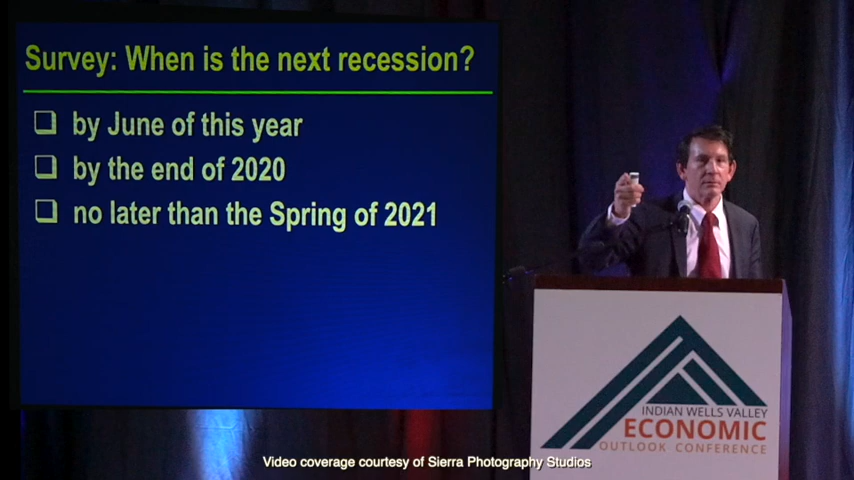 Survey: When is the next recession?
❑ by June of this year
❑ by the end of 2020
❑ no later than the Spring of 2021
INDIAN WELLS VALLEY
ECONOMIC
OUTLOOK CONFERENCE
Video coverage courtesy of Sierra Photography Studios